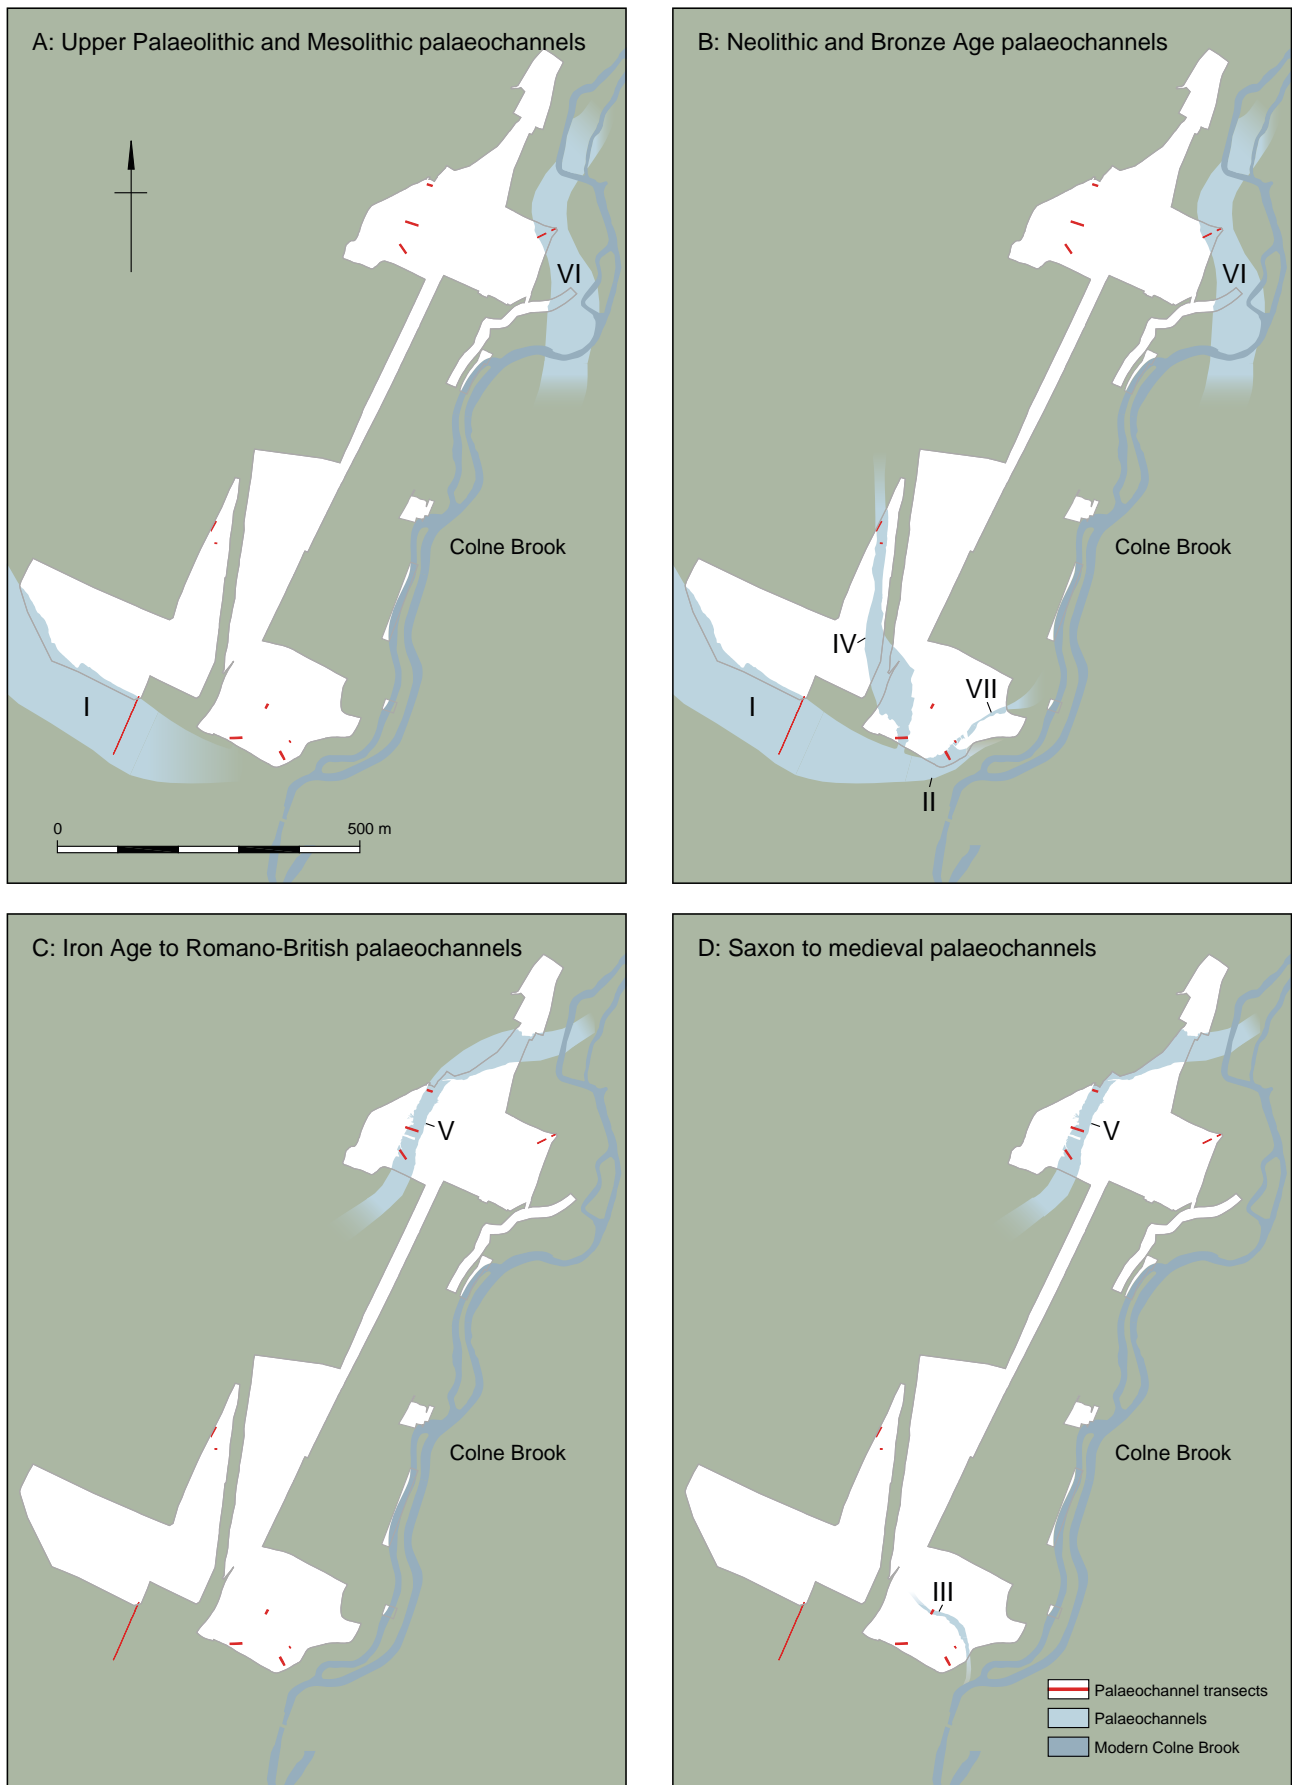 A: Upper Palaeolithic and Mesolithic palaeochannels
VI
Colne Brook
I
0 500 m
B: Neolithic and Bronze Age palaeochannels
VI
Colne Brook
IV
VII
I
II
C: Iron Age to Romano-British palaeochannels
V
Colne Brook
D: Saxon to medieval palaeochannels
V
Colne Brook
III
Palaeochannel transects
Palaeochannels
Modern Colne Brook